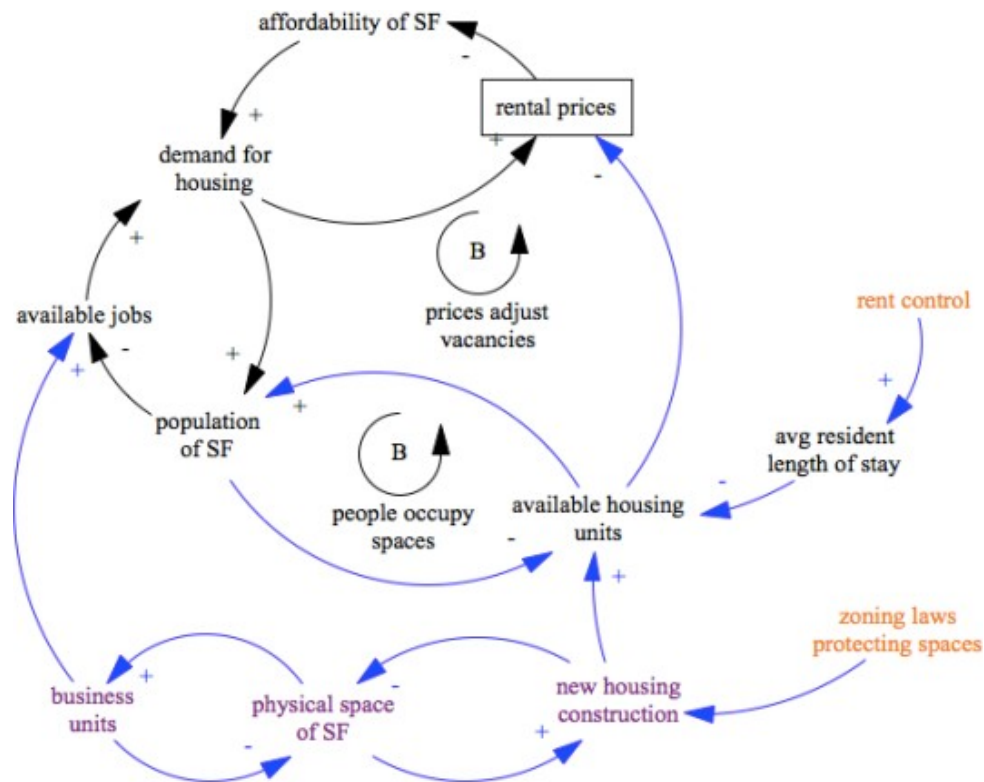 affordability of SF
-
rental prices
+
+
-
demand for
housing
+
B
prices adjust
vacancies
rent control
available jobs
-
+
+
+
+
population
of SF
B
avg resident
length of stay
-
people occupy
spaces
available housing
units
-
+
zoning laws
protecting spaces
+
business
units
physical space
of SF
-
new housing
construction
-
+